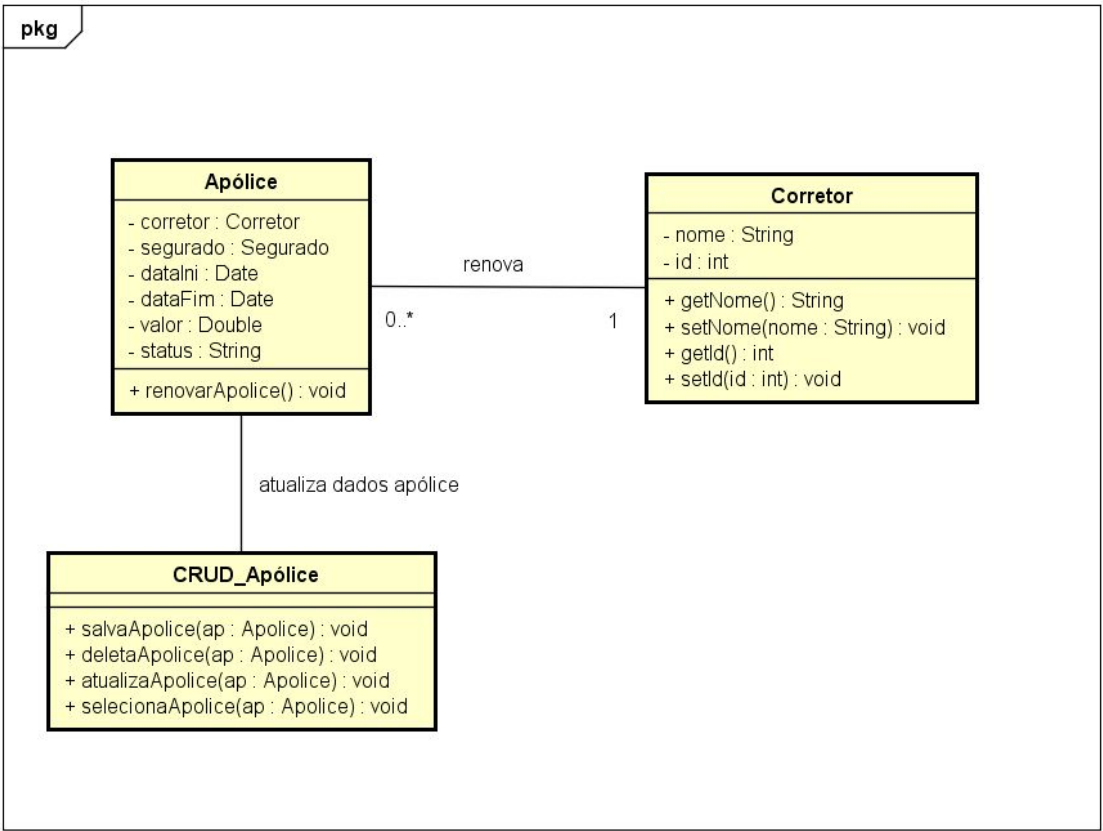 pkg
Apólice
- corretor : Corretor
- segurado : Segurado
- dataIni : Date
- dataFim : Date
- valor : Double
- status : String
+ renovarApolice() : void
renova
0..*
1
Corretor
- nome : String
- id : int
+ getNome() : String
+ setNome(nome : String) : void
+ getId() : int
+ setId(id : int) : void
atualiza dados apólice
CRUD_Apólice
+ salvaApolice(ap : Apolice) : void
+ deletaApolice(ap : Apolice) : void
+ atualizaApolice(ap : Apolice) : void
+ selecionaApolice(ap : Apolice) : void